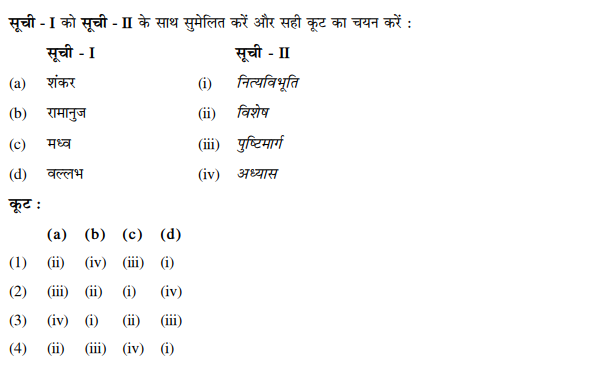 सूची - I को सूची - II के साथ सुमेलित करें और सही कूट का चयन करें :
सूची - I सूची - II
(a) शंकर (i) नित्यविभूति
(b) रामानुज (ii) विशेष
(c) मध्व (iii) पुष्टिमार्ग
(d) वल्लभ (iv) अध्यास
कूट :
(a) (b) (c) (d)
(1) (ii) (iv) (iii) (i)
(2) (iii) (ii) (i) (iv)
(3) (iv) (i) (ii) (iii)
(4) (ii) (iii) (iv) (i)